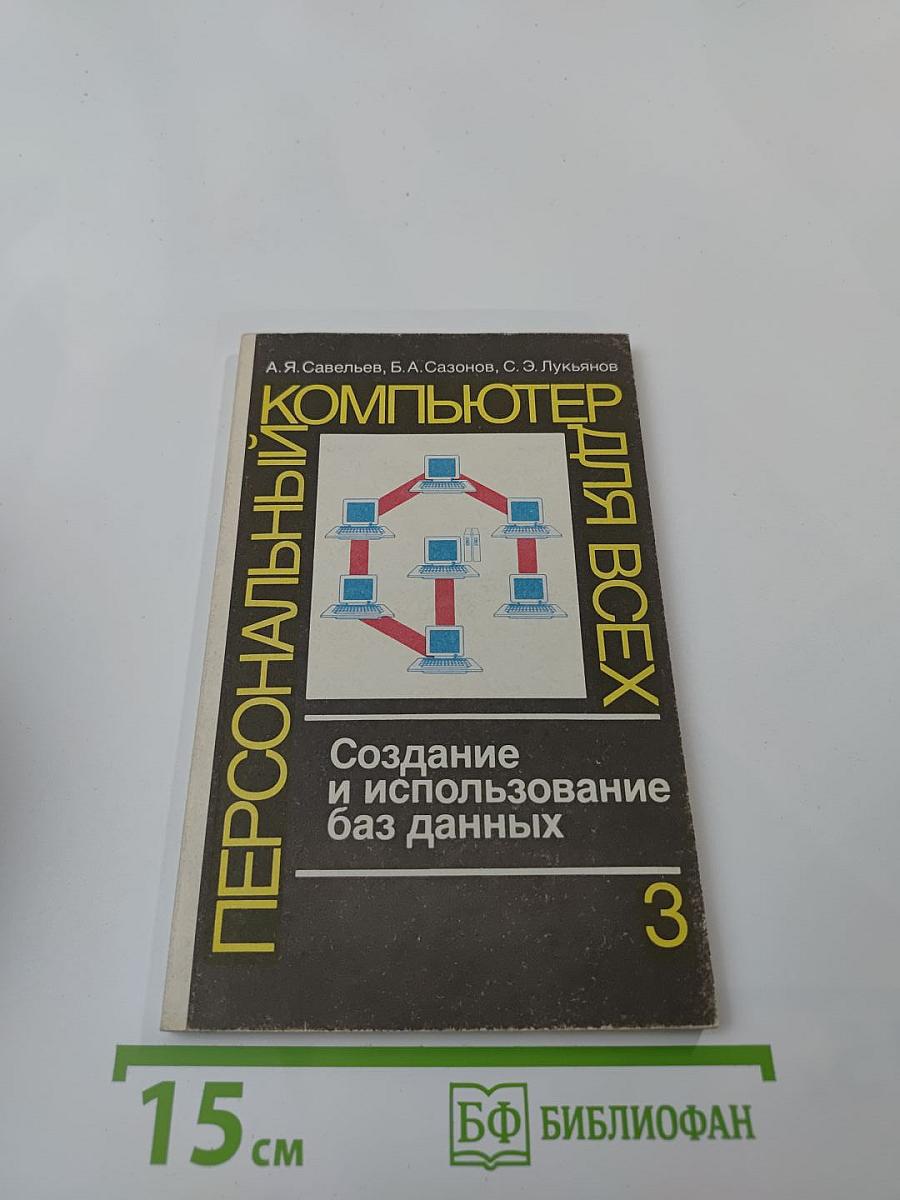 А.Я.Савельев, Б.А.Сазонов, С.Э.Лукьянов
ПЕРСОНАЛЬНЫЙ
КОМПЬЮТЕР
ДЛЯ ВСЕХ
Создание
и использование
баз данных
3
15 см
БФ БИБЛИОФАН